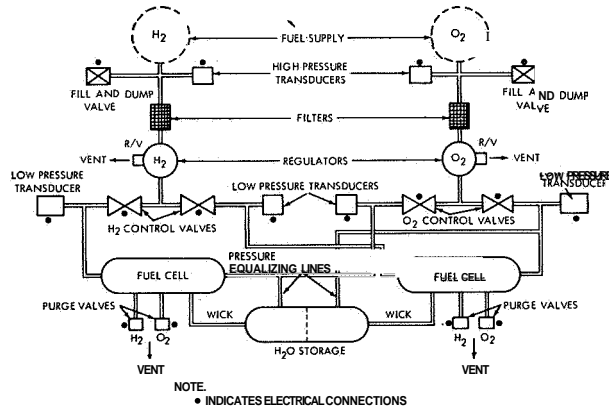 H2
FUEL SUPPLY
O2
HIGH PRESSURE
TRANSDUCERS
FILL AND DUMP
VALVE
FILL AND DUMP
VALVE
FILTERS
R/V
R/V
VENT
H2
REGULATORS
O2
VENT
LOW PRESSURE
TRANSDUCER
LOW PRESSURE TRANSDUCERS
LOW PRESSURE
TRANSDUCER
H2 CONTROL VALVES
O2 CONTROL VALVES
PRESSURE
EQUALIZING LINES
FUEL CELL
FUEL CELL
PURGE VALVES
WICK
WICK
PURGE VALVES
H2
O2
H2O STORAGE
H2
O2
VENT
VENT
NOTE.
• INDICATES ELECTRICAL CONNECTIONS